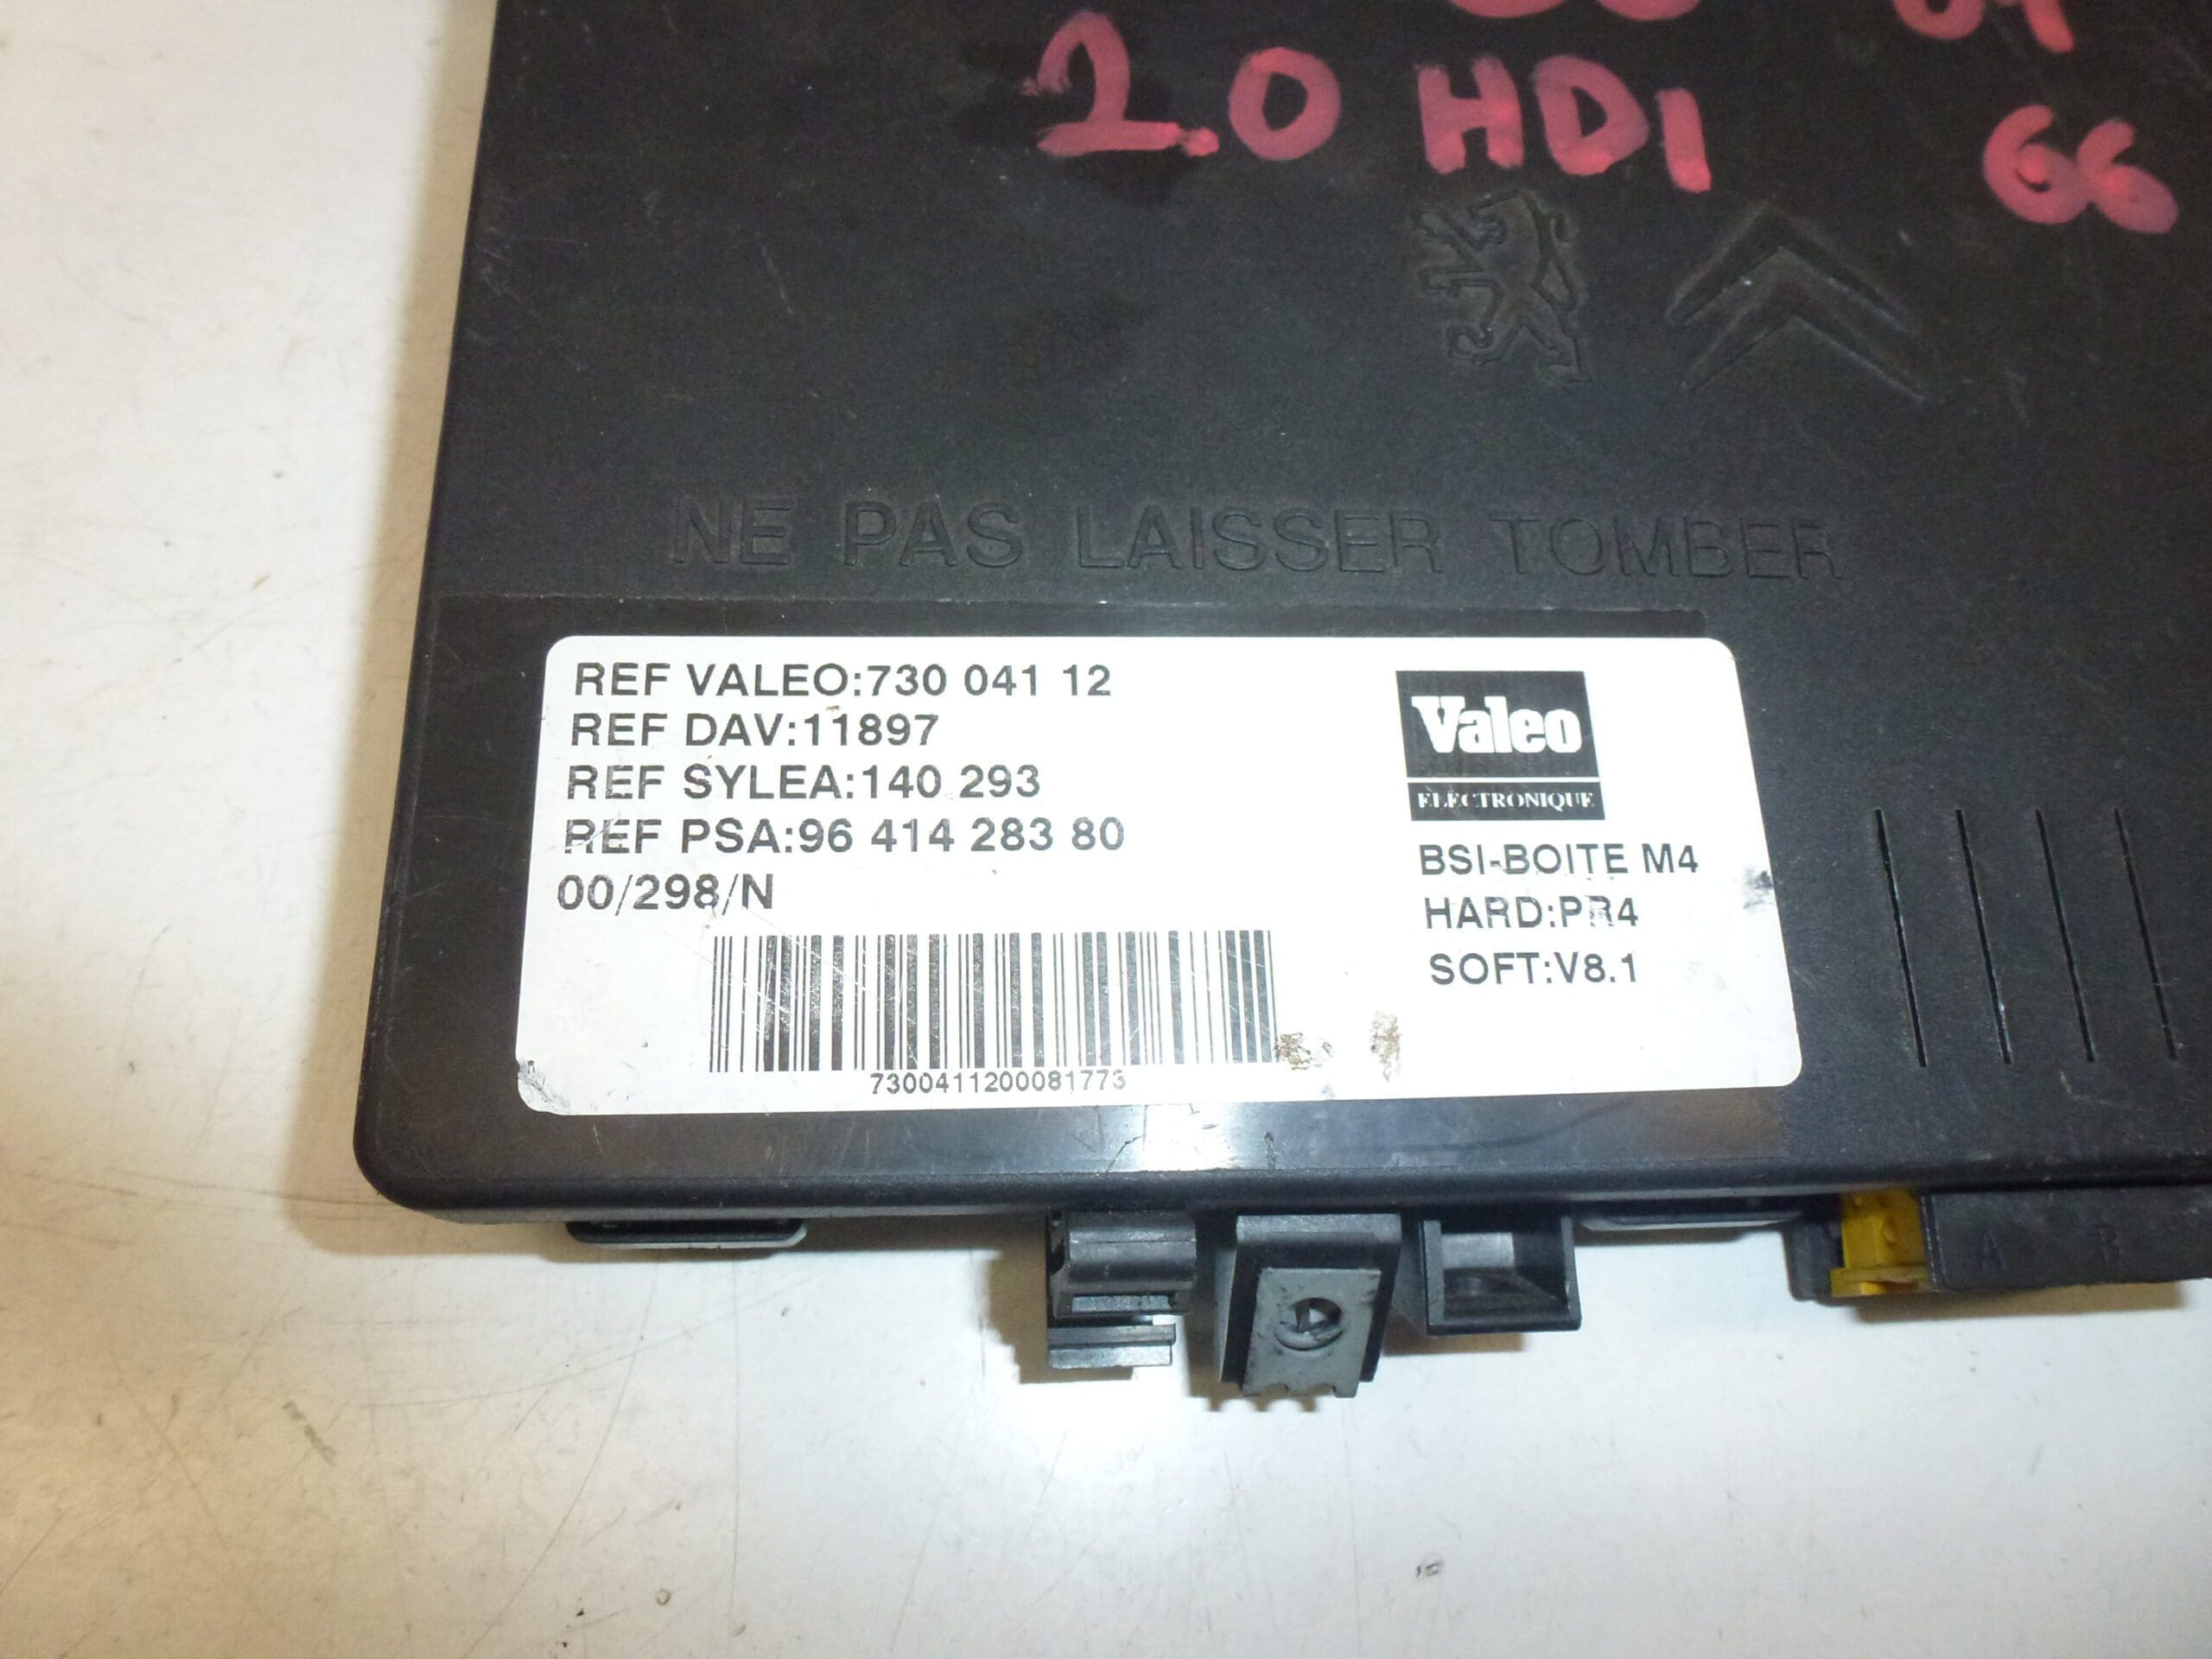 2.0 HDI 66
NE PAS LAISSER TOMBER
REF VALEO:730 041 12
REF DAV:11897
REF SYLEA:140 293
REF PSA:96 414 283 80
00/298/N
7300411200081773
Valeo
ELECTRONIQUE
BSI-BOITE M4
HARD:PR4
SOFT:V8.1
A B